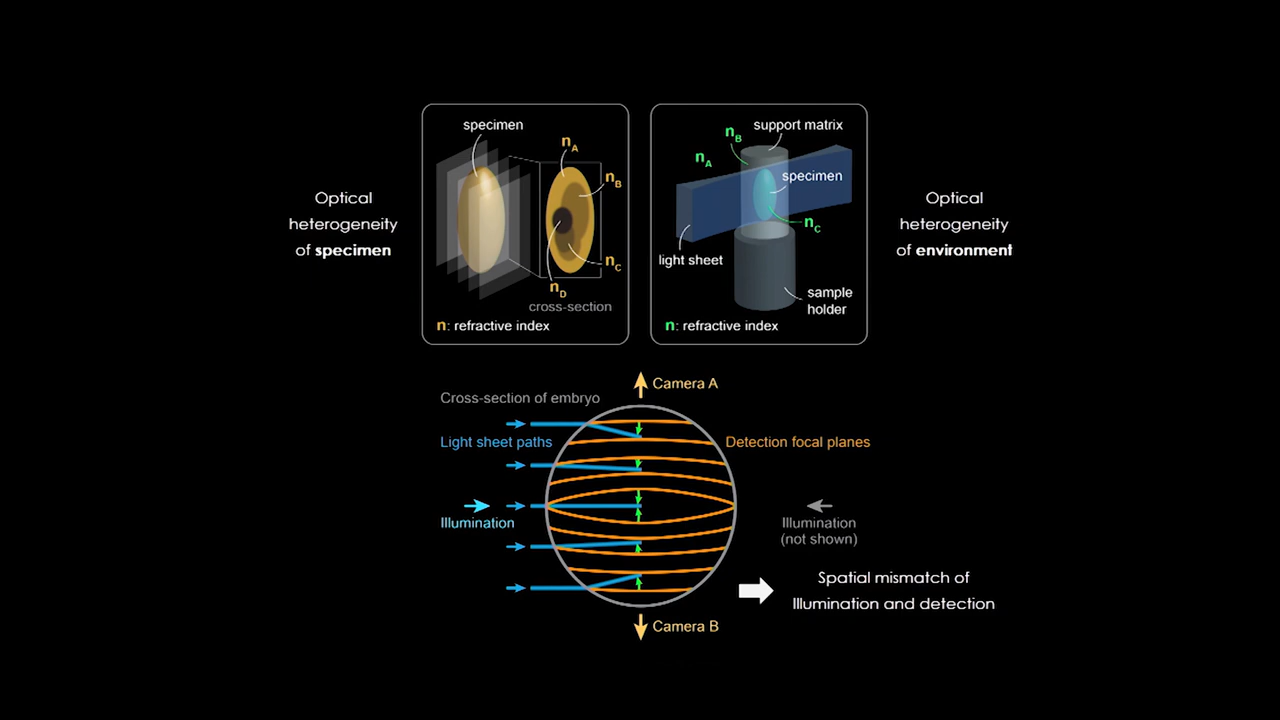 Optical
heterogeneity
of specimen
specimen
nA
nB
nC
nD
cross-section
n: refractive index
support matrix
nB
nA
specimen
nC
light sheet
sample
holder
n: refractive index
Optical
heterogeneity
of environment
Camera A
Cross-section of embryo
Light sheet paths
Detection focal planes
Illumination
Illumination
(not shown)
Spatial mismatch of
Illumination and detection
Camera B